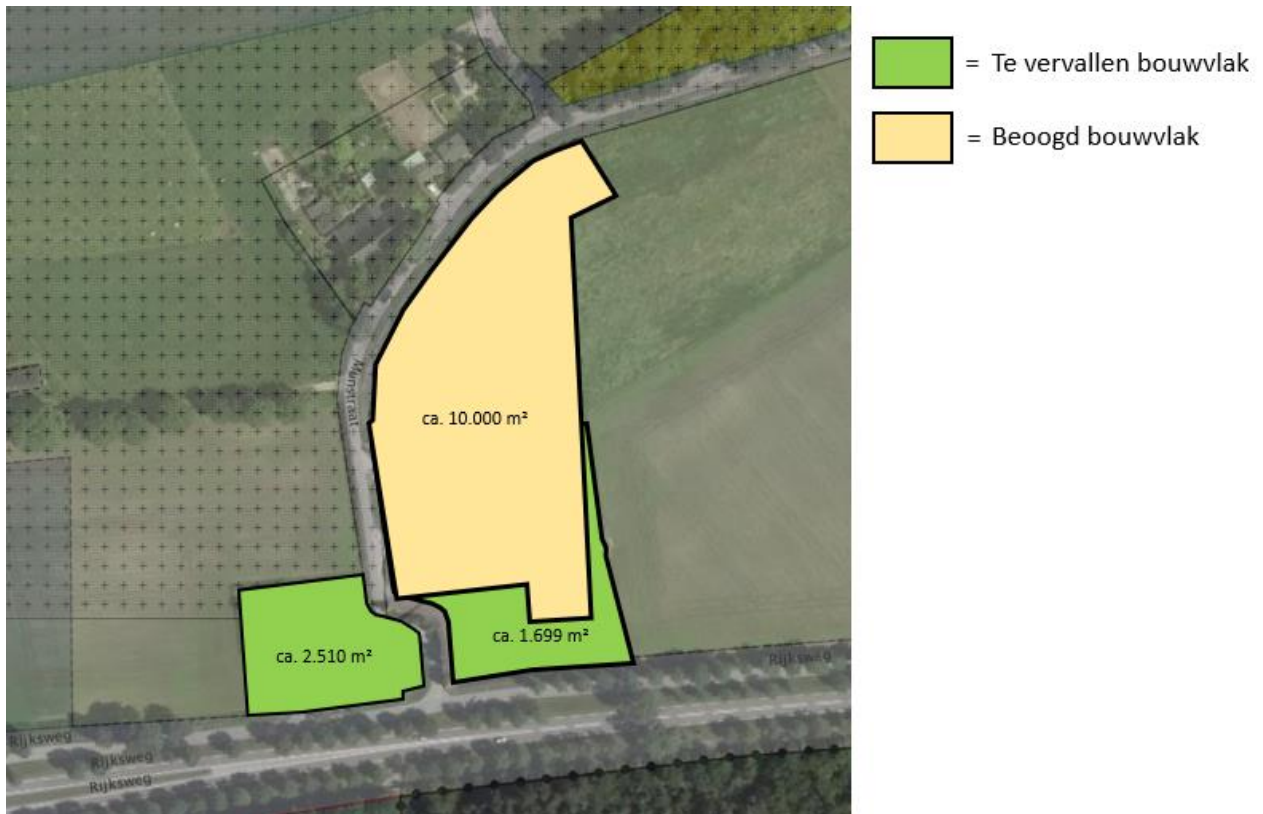 = Te vervallen bouwvlak
= Beoogd bouwvlak
Munstraat
ca. 10.000 m²
ca. 1.699 m²
ca. 2.510 m²
Rijksweg
Rijksweg
Rijksweg
Rijksweg